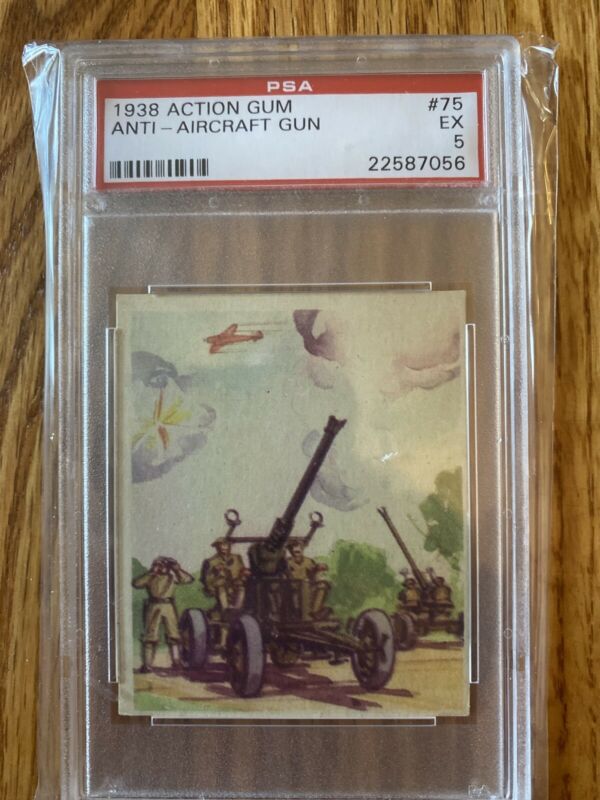 PSA
1938 ACTION GUM #75
ANTI - AIRCRAFT GUN EX
5
22587056